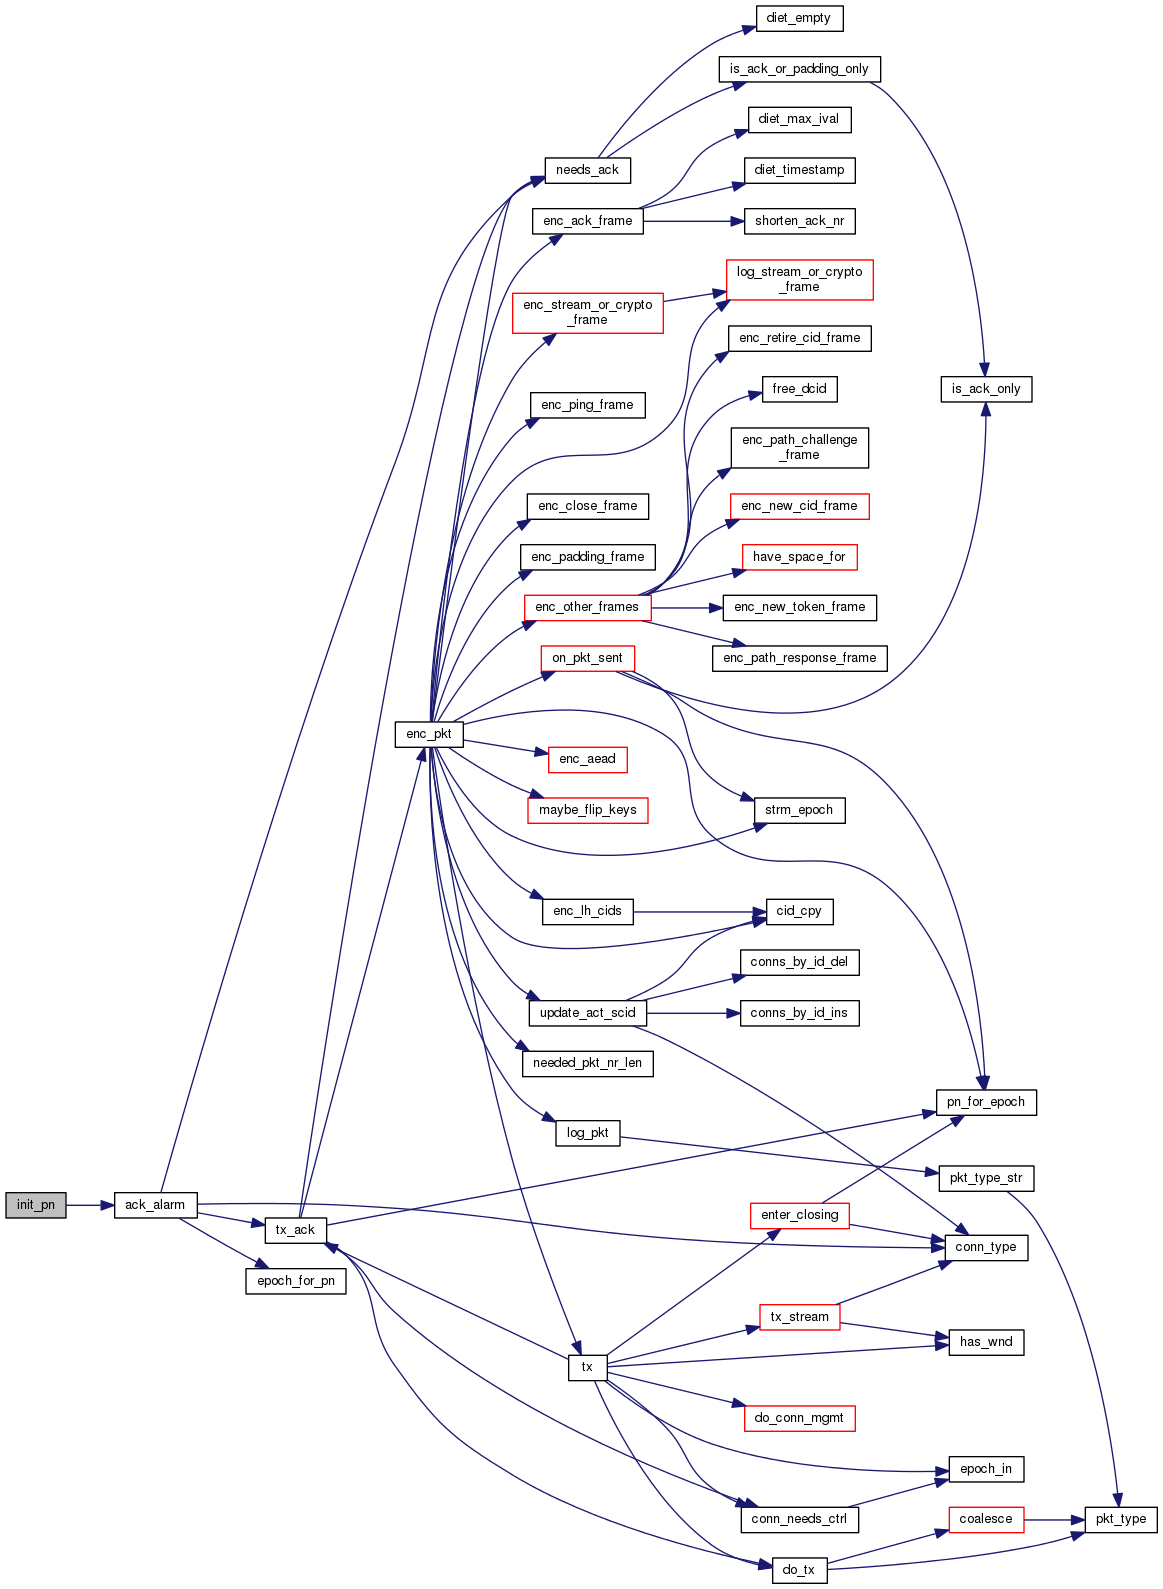 diet_empty
is_ack_or_padding_only
diet_max_ival
needs_ack
diet_timestamp
enc_ack_frame
shorten_ack_nr
log_stream_or_crypto
_frame
enc_stream_or_crypto
_frame
enc_retire_cid_frame
free_dcid
is_ack_only
enc_ping_frame
enc_path_challenge
_frame
enc_close_frame
enc_new_cid_frame
enc_padding_frame
have_space_for
enc_other_frames
enc_new_token_frame
on_pkt_sent
enc_path_response_frame
enc_pkt
enc_aead
maybe_flip_keys
strm_epoch
enc_lh_cids
cid_cpy
conns_by_id_del
update_act_scid
conns_by_id_ins
needed_pkt_nr_len
pn_for_epoch
log_pkt
pkt_type_str
init_pn
ack_alarm
enter_closing
tx_ack
conn_type
epoch_for_pn
tx_stream
has_wnd
tx
do_conn_mgmt
epoch_in
conn_needs_ctrl
coalesce
pkt_type
do_tx